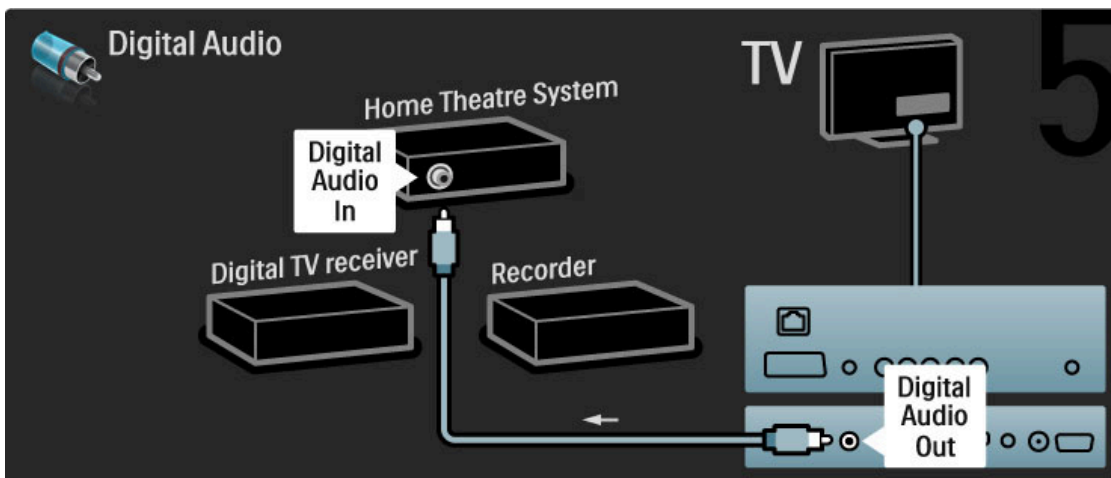 Digital Audio
TV
5
Home Theatre System
Digital
Audio
In
Digital TV receiver
Recorder
Digital
Audio
Out